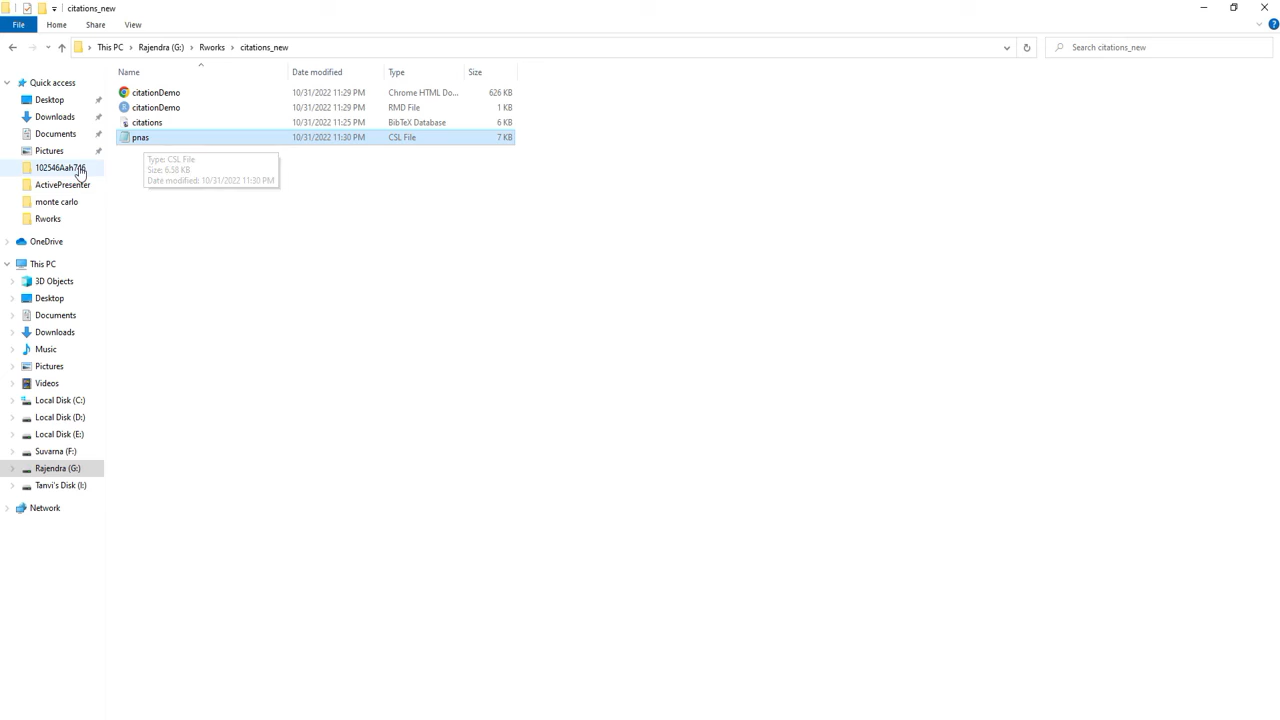 citations_new
File Home Share View
This PC Rajendra (G:) Rworks citations_new Search citations_new
Name Date modified Type Size
citationDemo 10/31/2022 11:29 PM Chrome HTML Do... 626 KB
citationDemo 10/31/2022 11:29 PM RMD File 1 KB
citations 10/31/2022 11:25 PM BibTeX Database 6 KB
pnas 10/31/2022 11:30 PM CSL File 7 KB
Type: CSL File
Size: 6.58 KB
Date modified: 10/31/2022 11:30 PM
Quick access
Desktop
Downloads
Documents
Pictures
ActivePresenter
monte carlo
Rworks
OneDrive
This PC
3D Objects
Desktop
Documents
Downloads
Music
Pictures
Videos
Local Disk (C:)
Local Disk (D:)
Local Disk (E:)
Suvarna (F:)
Rajendra (G:)
Tanvi's Disk (I:)
Network